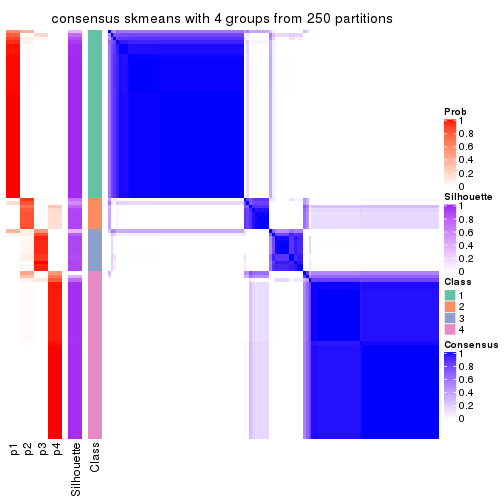 consensus skmeans with 4 groups from 250 partitions
Prob
1
0.8
0.6
0.4
0.2
0
Silhouette
1
0.8
0.6
0.4
0.2
0
Class
1
2
3
4
Consensus
1
0.8
0.6
0.4
0.2
0
p1
p2
p3
p4
Silhouette
Class